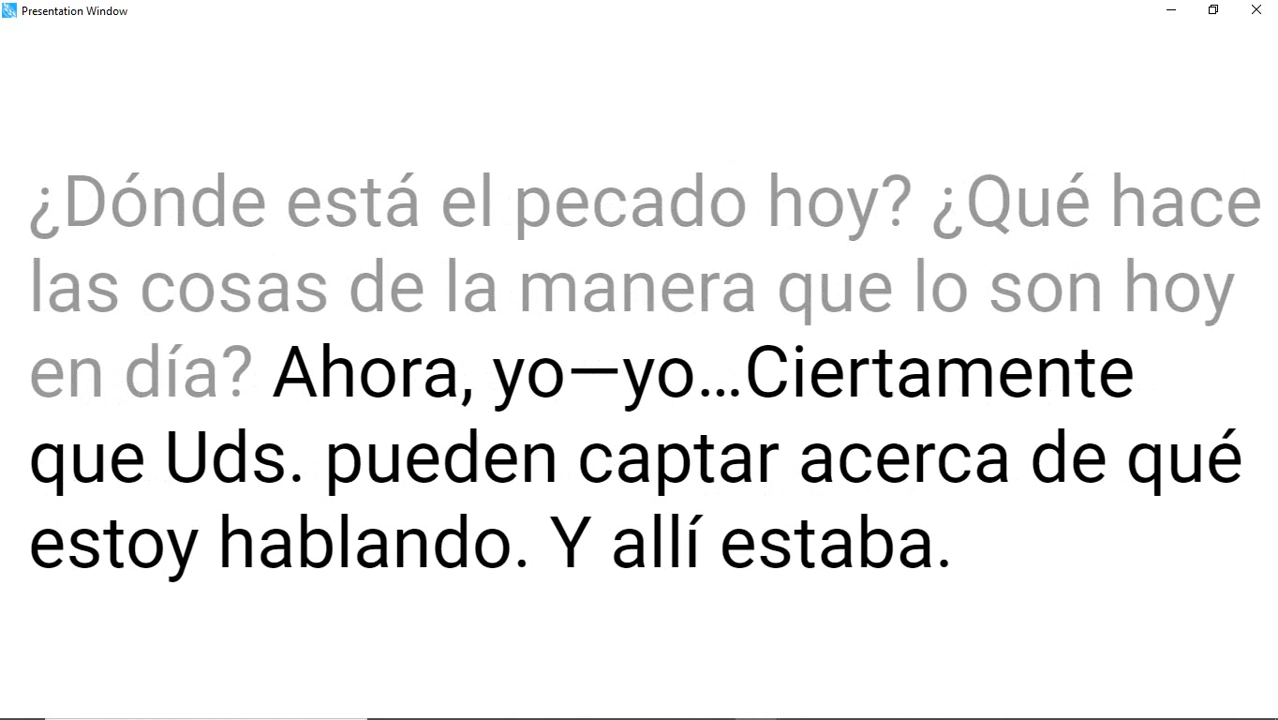 Presentation Window
¿Dónde está el pecado hoy? ¿Qué hace
las cosas de la manera que lo son hoy
en día? Ahora, yo—yo…Ciertamente
que Uds. pueden captar acerca de qué
estoy hablando. Y allí estaba.